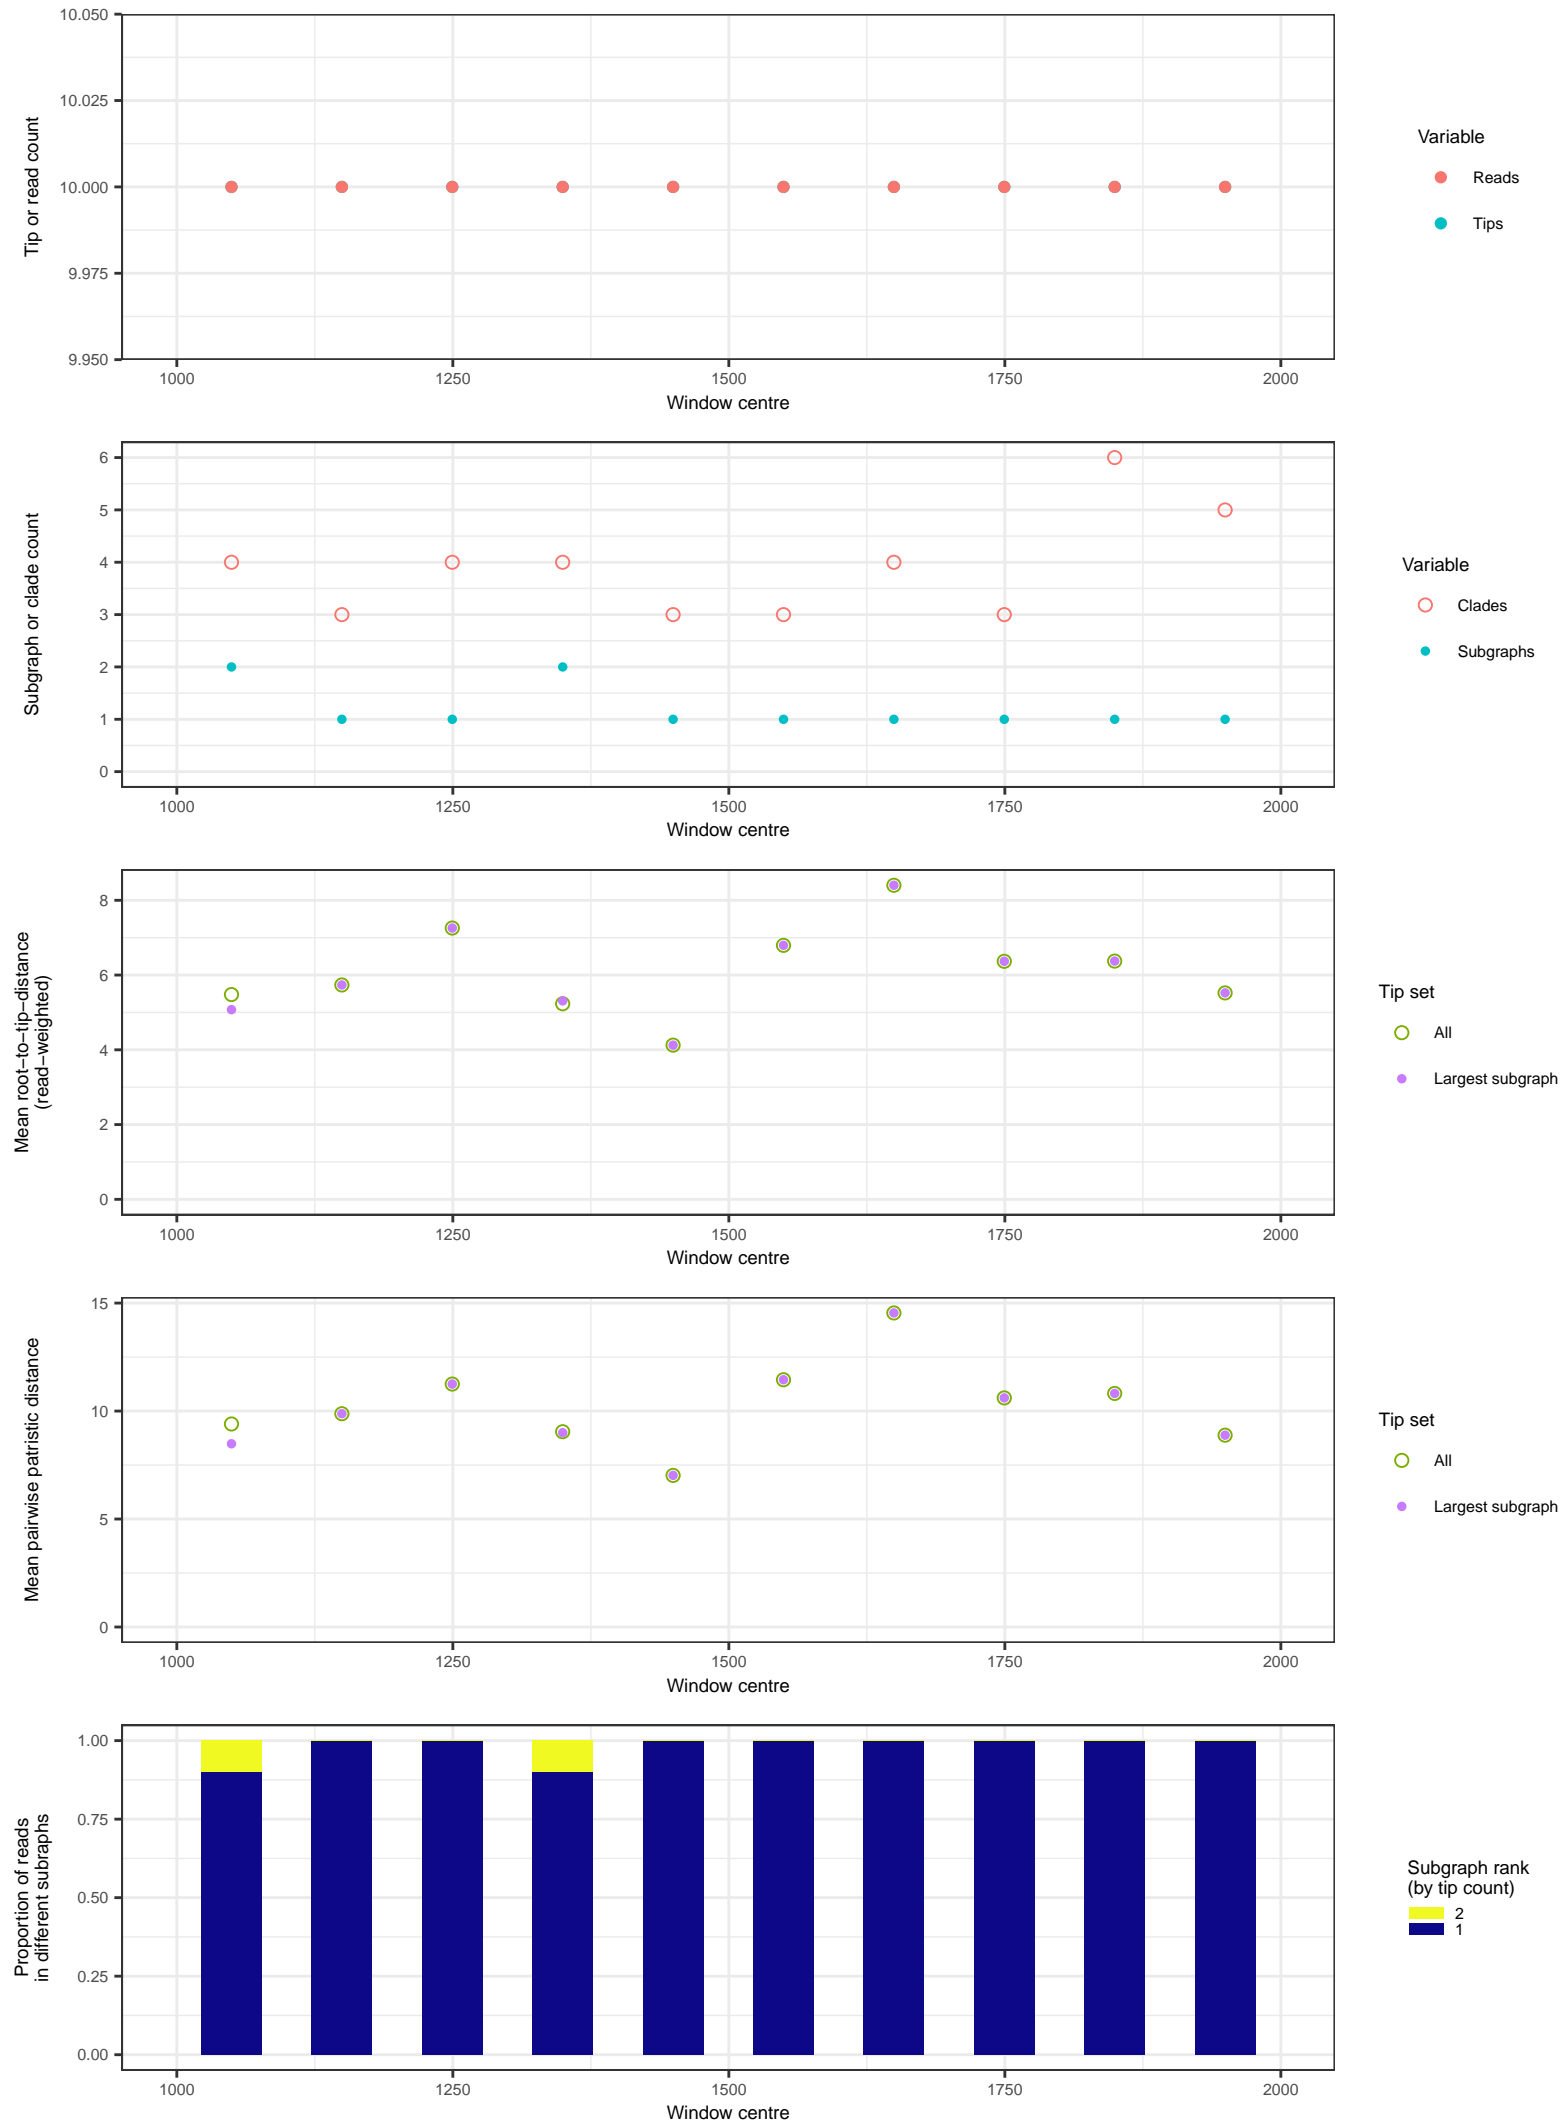 10.050
10.025
10.000
9.975
9.950
Tip or read count
1000 1250 1500 1750 2000
Window centre
Variable
Reads
Tips
6
5
4
3
2
1
0
Subgraph or clade count
1000 1250 1500 1750 2000
Window centre
Variable
Clades
Subgraphs
8
6
4
2
0
Mean root−to−tip−distance
(read−weighted)
1000 1250 1500 1750 2000
Window centre
Tip set
All
Largest subgraph
15
10
5
0
Mean pairwise patristic distance
1000 1250 1500 1750 2000
Window centre
Tip set
All
Largest subgraph
1.00
0.75
0.50
0.25
0.00
Proportion of reads
in different subraphs
1000 1250 1500 1750 2000
Window centre
Subgraph rank
(by tip count)
2
1